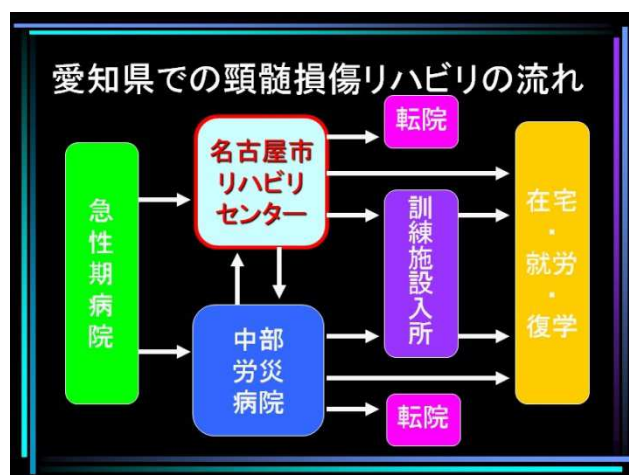 愛知県での頸髄損傷リハビリの流れ
急性期病院
名古屋市
リハビリ
センター
中部
労災
病院
転院
訓練施設入所
転院
在宅
・
就労
・
復学